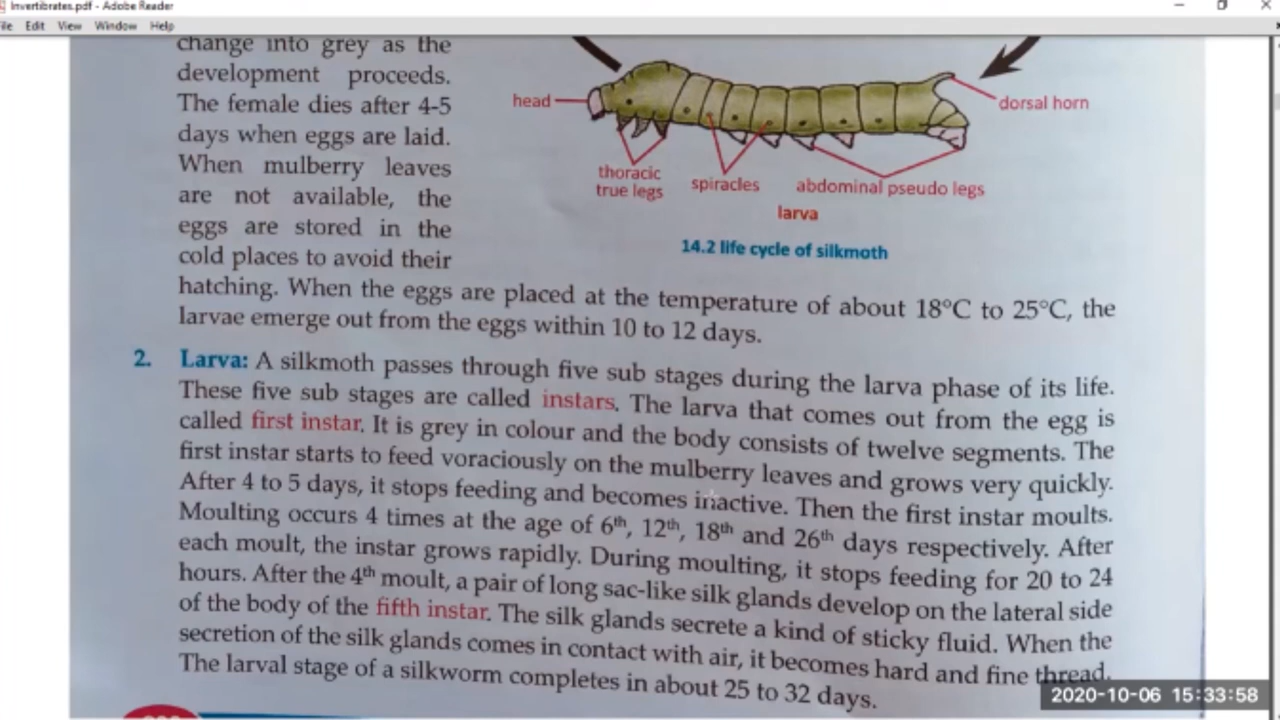 Invertibrates.pdf - Adobe Reader
File Edit View Window Help
change into grey as the
development proceeds.
The female dies after 4-5
days when eggs are laid.
When mulberry leaves
are not available, the
eggs are stored in the
cold places to avoid their
hatching. When the eggs are placed at the temperature of about 18°C to 25°C, the
larvae emerge out from the eggs within 10 to 12 days.
head
dorsal horn
thoracic
true legs
spiracles
abdominal pseudo legs
larva
14.2 life cycle of silkmoth
2. Larva: A silkmoth passes through five sub stages during the larva phase of its life.
These five sub stages are called instars. The larva that comes out from the egg is
called first instar. It is grey in colour and the body consists of twelve segments. The
first instar starts to feed voraciously on the mulberry leaves and grows very quickly.
After 4 to 5 days, it stops feeding and becomes inactive. Then the first instar moults.
Moulting occurs 4 times at the age of 6th, 12th, 18th and 26th days respectively. After
each moult, the instar grows rapidly. During moulting, it stops feeding for 20 to 24
hours. After the 4th moult, a pair of long sac-like silk glands develop on the lateral side
of the body of the fifth instar. The silk glands secrete a kind of sticky fluid. When the
secretion of the silk glands comes in contact with air, it becomes hard and fine thread.
The larval stage of a silkworm completes in about 25 to 32 days.
2020-10-06 15:33:58